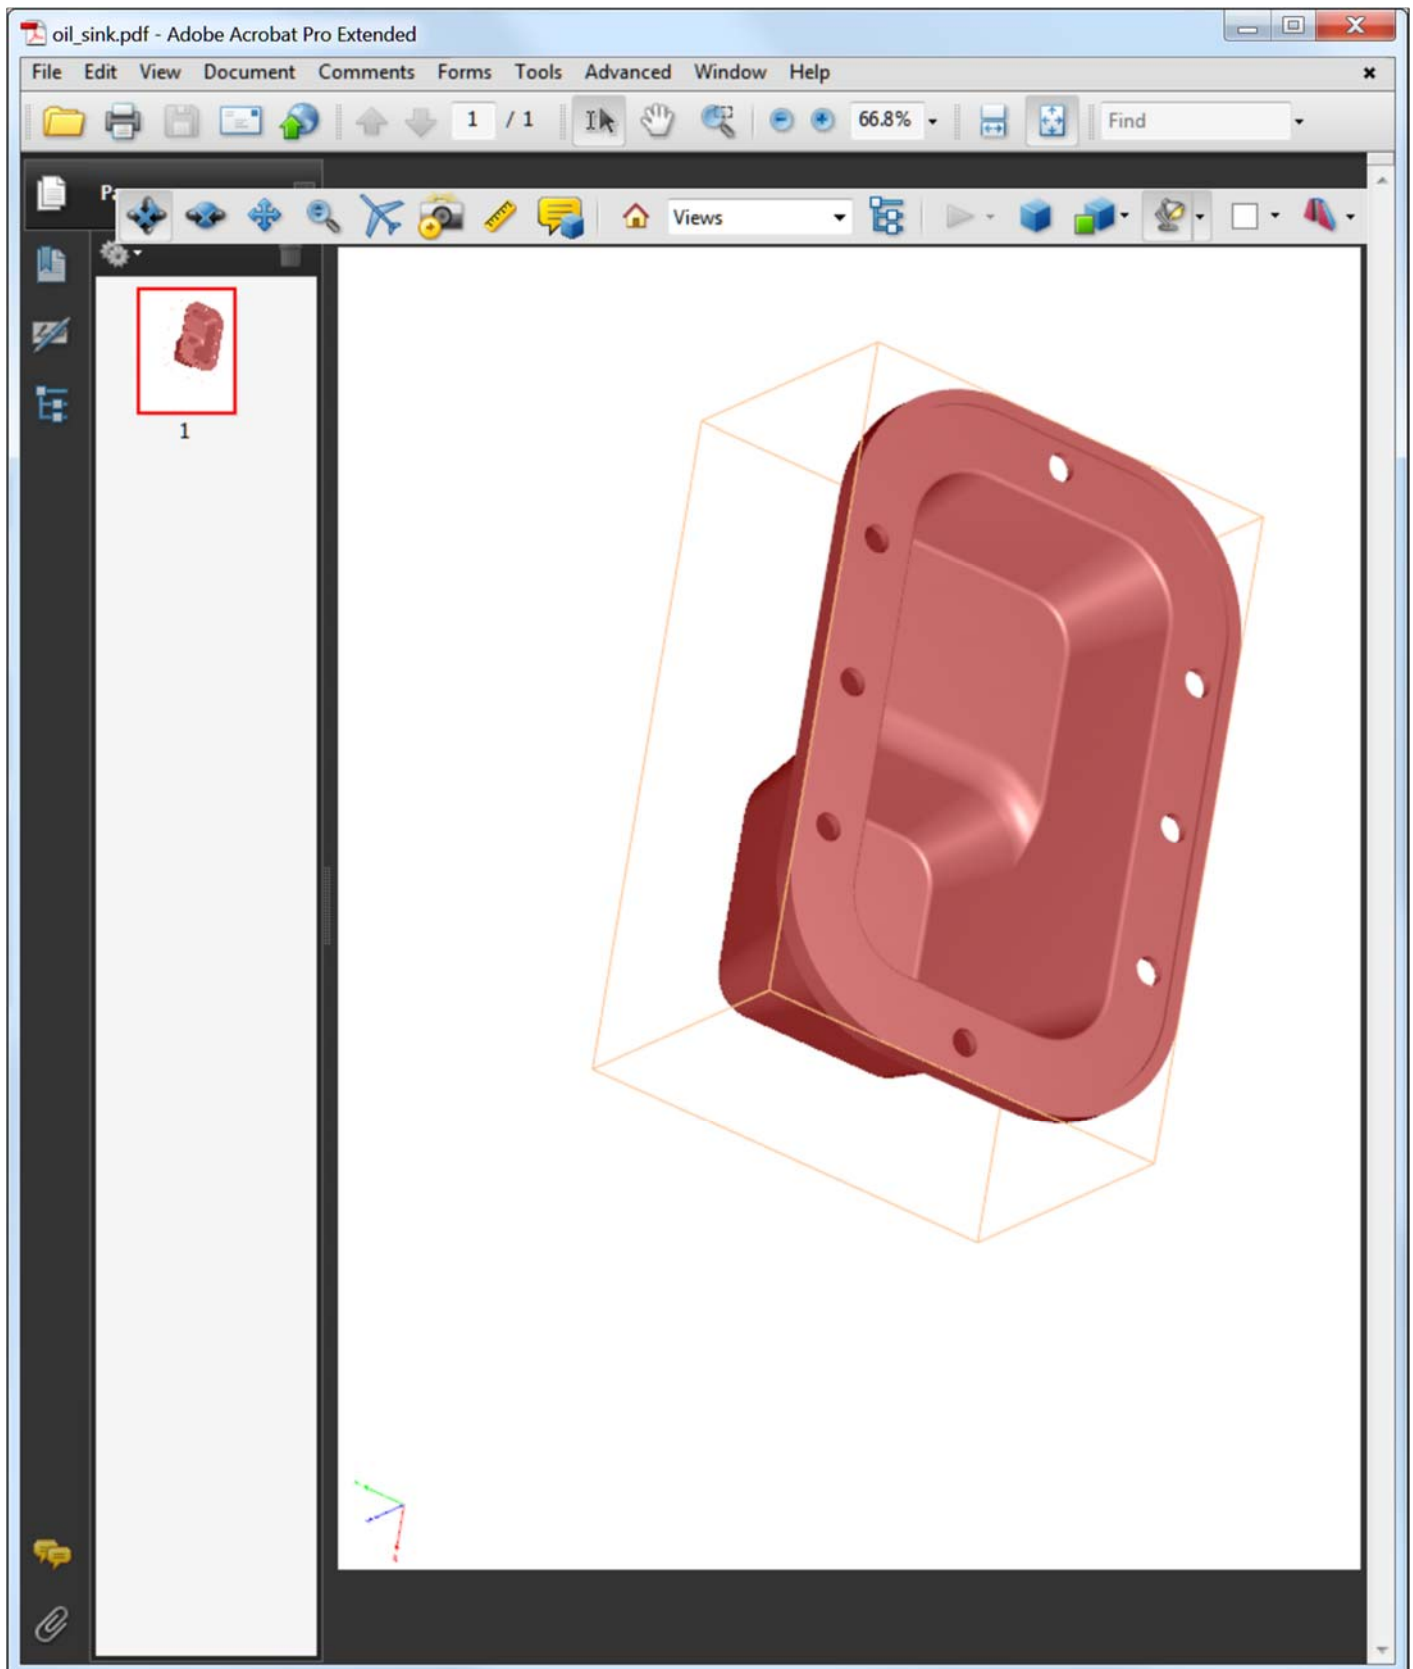 oil_sink.pdf - Adobe Acrobat Pro Extended
File Edit View Document Comments Forms Tools Advanced Window Help
1 / 1 66.8% Find
Views
1